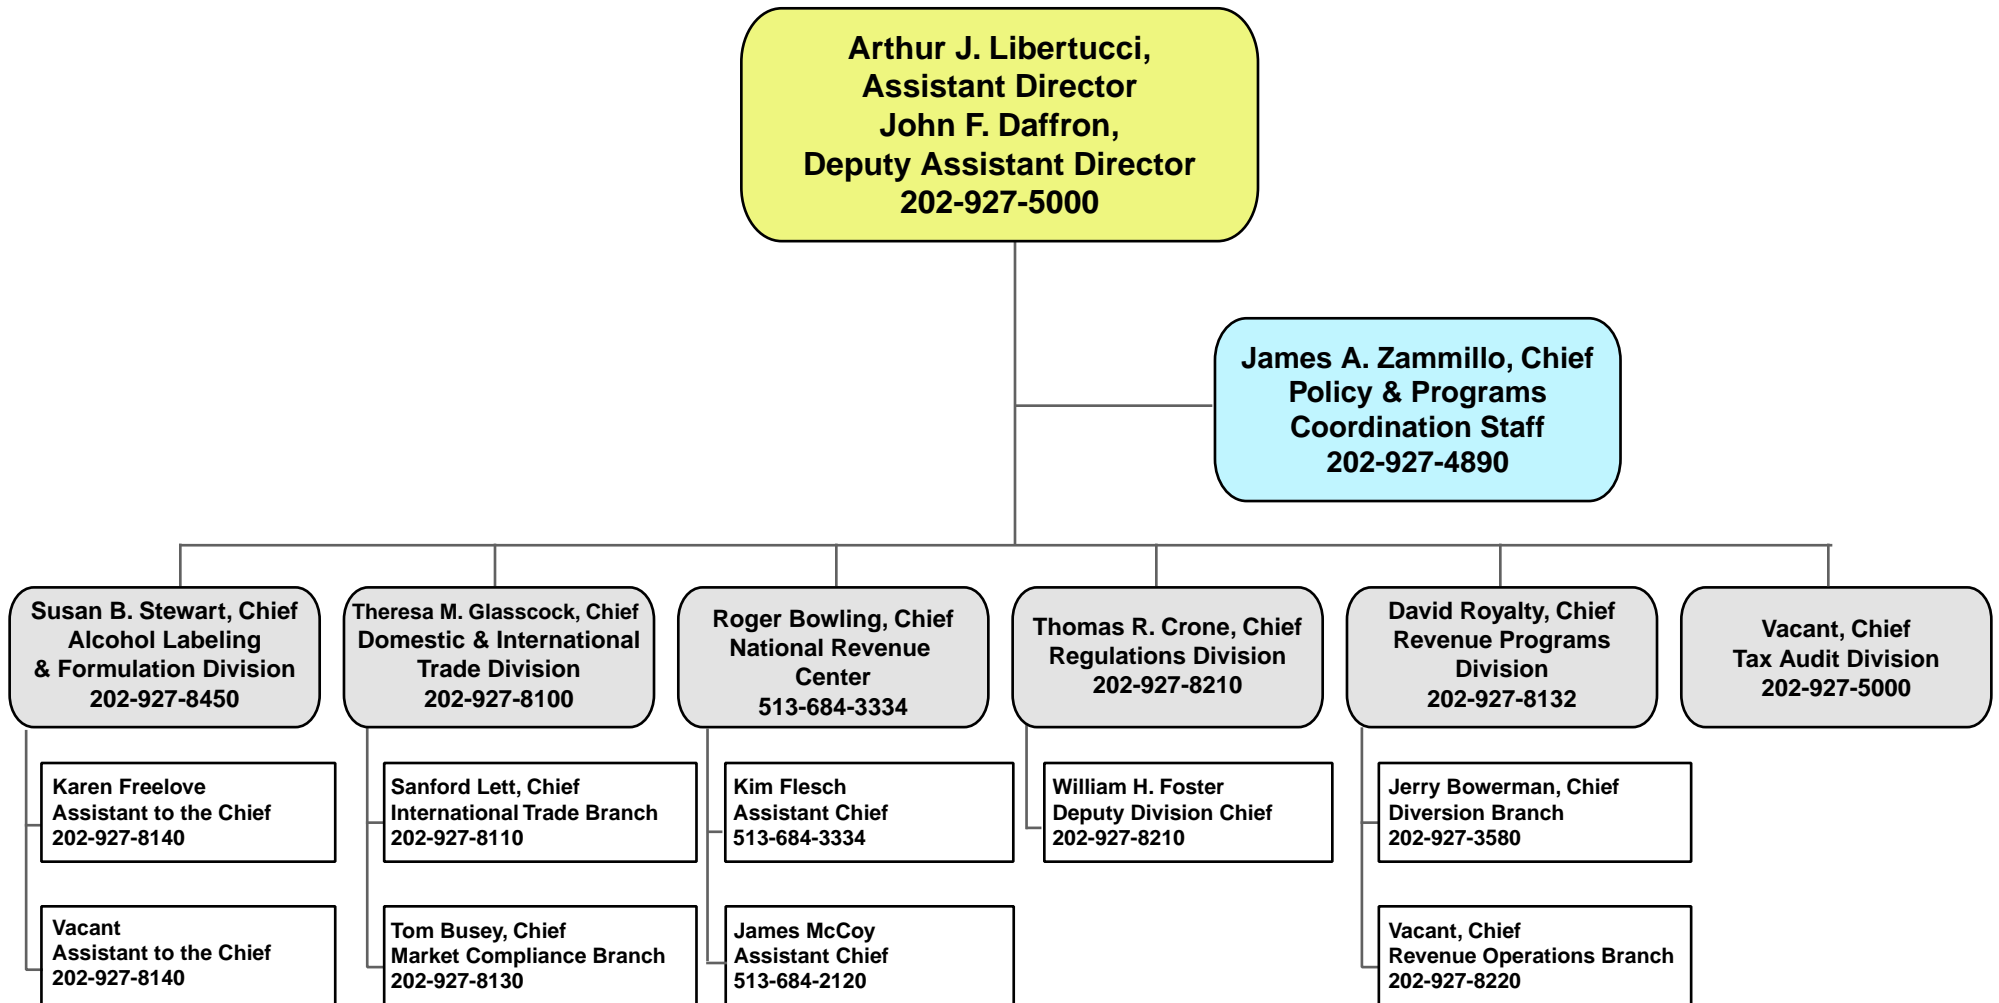 Arthur J. Libertucci,
Assistant Director
John F. Daffron,
Deputy Assistant Director
202-927-5000
James A. Zammillo, Chief
Policy & Programs
Coordination Staff
202-927-4890
Susan B. Stewart, Chief
Alcohol Labeling
& Formulation Division
202-927-8450
Theresa M. Glasscock, Chief
Domestic & International
Trade Division
202-927-8100
Roger Bowling, Chief
National Revenue
Center
513-684-3334
Thomas R. Crone, Chief
Regulations Division
202-927-8210
David Royalty, Chief
Revenue Programs
Division
202-927-8132
Vacant, Chief
Tax Audit Division
202-927-5000
Karen Freelove
Assistant to the Chief
202-927-8140
Sanford Lett, Chief
International Trade Branch
202-927-8110
Kim Flesch
Assistant Chief
513-684-3334
William H. Foster
Deputy Division Chief
202-927-8210
Jerry Bowerman, Chief
Diversion Branch
202-927-3580
Vacant
Assistant to the Chief
202-927-8140
Tom Busey, Chief
Market Compliance Branch
202-927-8130
James McCoy
Assistant Chief
513-684-2120
Vacant, Chief
Revenue Operations Branch
202-927-8220